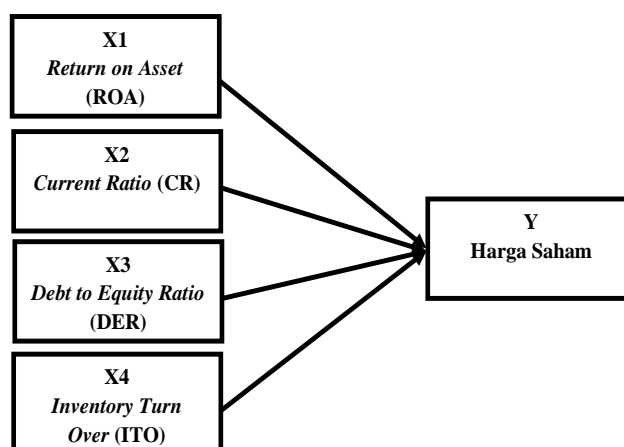 X1
Return on Asset
(ROA)
X2
Current Ratio (CR)
X3
Debt to Equity Ratio
(DER)
X4
Inventory Turn
Over (ITO)
Y
Harga Saham